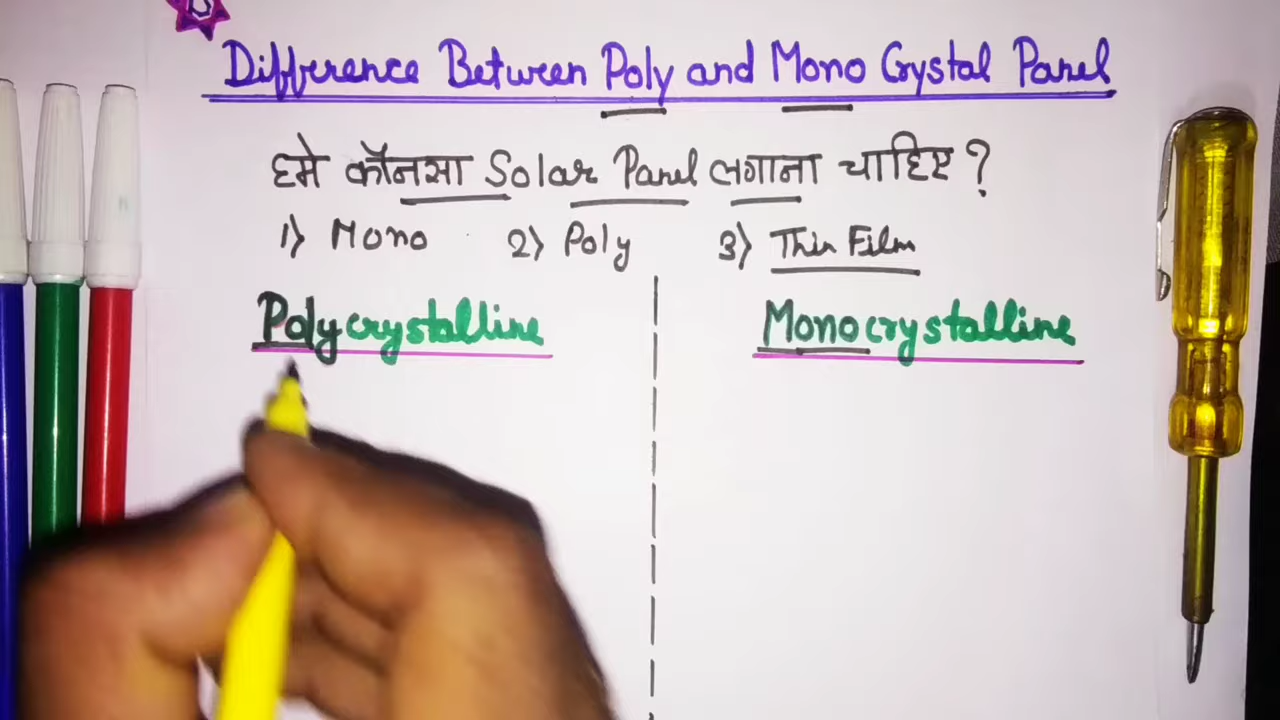 Difference Between Poly and Mono Crystal Panel
हमे कौनसा Solar Panel लगाना चाहिए ?
1) Mono 2) Poly 3) Thin Film
Polycrystalline Monocrystalline